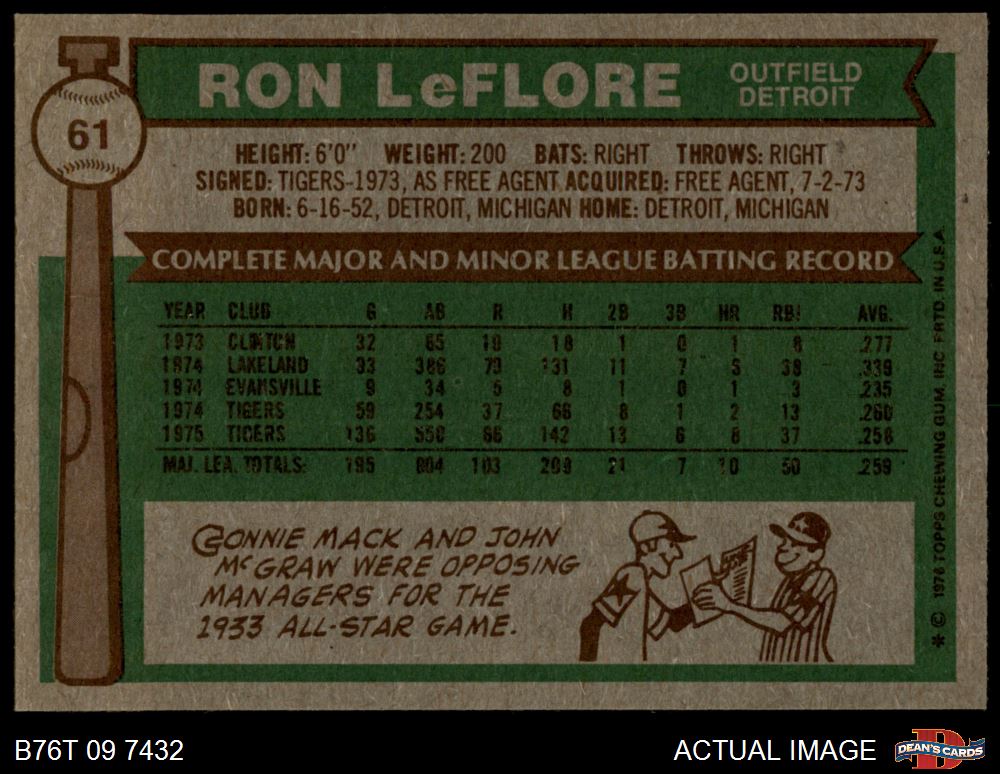 RON LeFLORE
OUTFIELD
DETROIT
61
HEIGHT: 6'0" WEIGHT: 200 BATS: RIGHT THROWS: RIGHT
SIGNED: TIGERS-1973, AS FREE AGENT ACQUIRED: FREE AGENT, 7-2-73
BORN: 6-16-52, DETROIT, MICHIGAN HOME: DETROIT, MICHIGAN
COMPLETE MAJOR AND MINOR LEAGUE BATTING RECORD
YEAR CLUB G AB R H 2B 3B HR RBI AVG.
1973 CLINTON 32 65 10 18 1 0 1 8 .277
1974 LAKELAND 93 386 79 131 11 7 5 38 .339
1974 EVANSVILLE 9 34 5 8 1 0 1 3 .235
1974 TIGERS 59 254 37 66 8 1 2 13 .260
1975 TIGERS 136 550 66 142 13 6 8 37 .258
MAJ. LEA. TOTALS: 195 804 103 208 21 7 10 50 .259
CONNIE MACK AND JOHN
McGRAW WERE OPPOSING
MANAGERS FOR THE
1933 ALL-STAR GAME.
* © 1976 TOPPS CHEWING GUM, INC. PRTD. IN U.S.A.
B76T 09 7432
ACTUAL IMAGE
D
DEAN'S CARDS